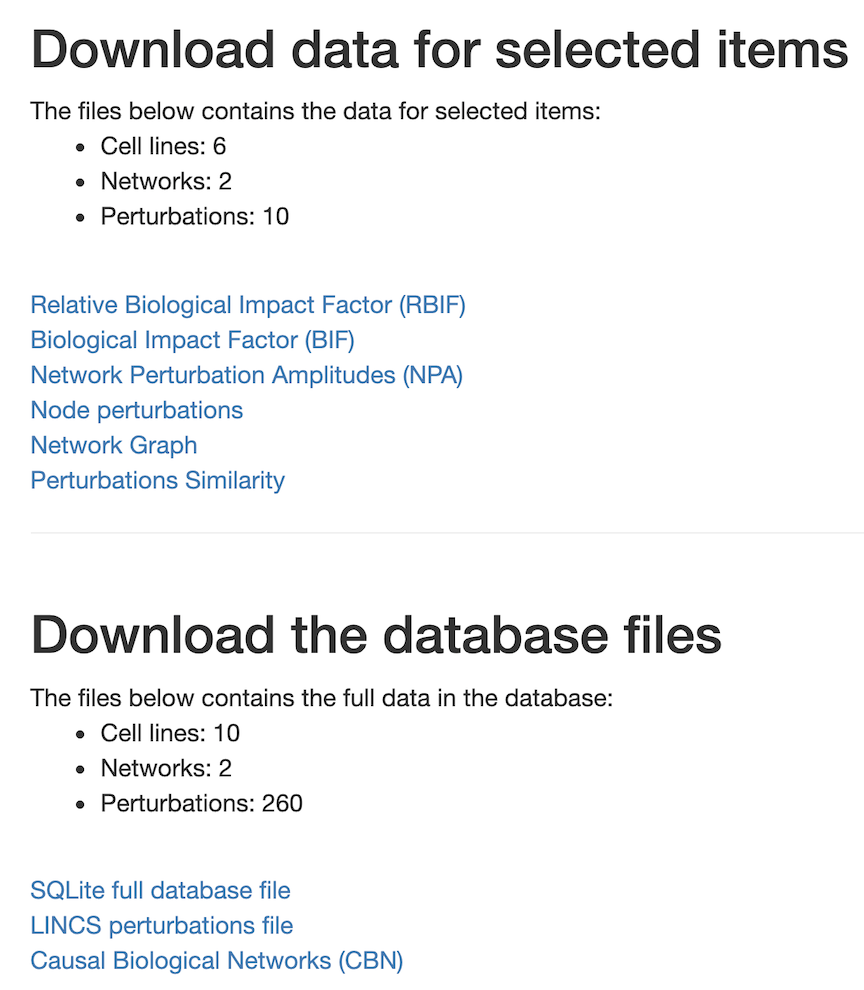 Download data for selected items
The files below contains the data for selected items:
• Cell lines: 6
• Networks: 2
• Perturbations: 10
Relative Biological Impact Factor (RBIF)
Biological Impact Factor (BIF)
Network Perturbation Amplitudes (NPA)
Node perturbations
Network Graph
Perturbations Similarity
Download the database files
The files below contains the full data in the database:
• Cell lines: 10
• Networks: 2
• Perturbations: 260
SQLite full database file
LINCS perturbations file
Causal Biological Networks (CBN)